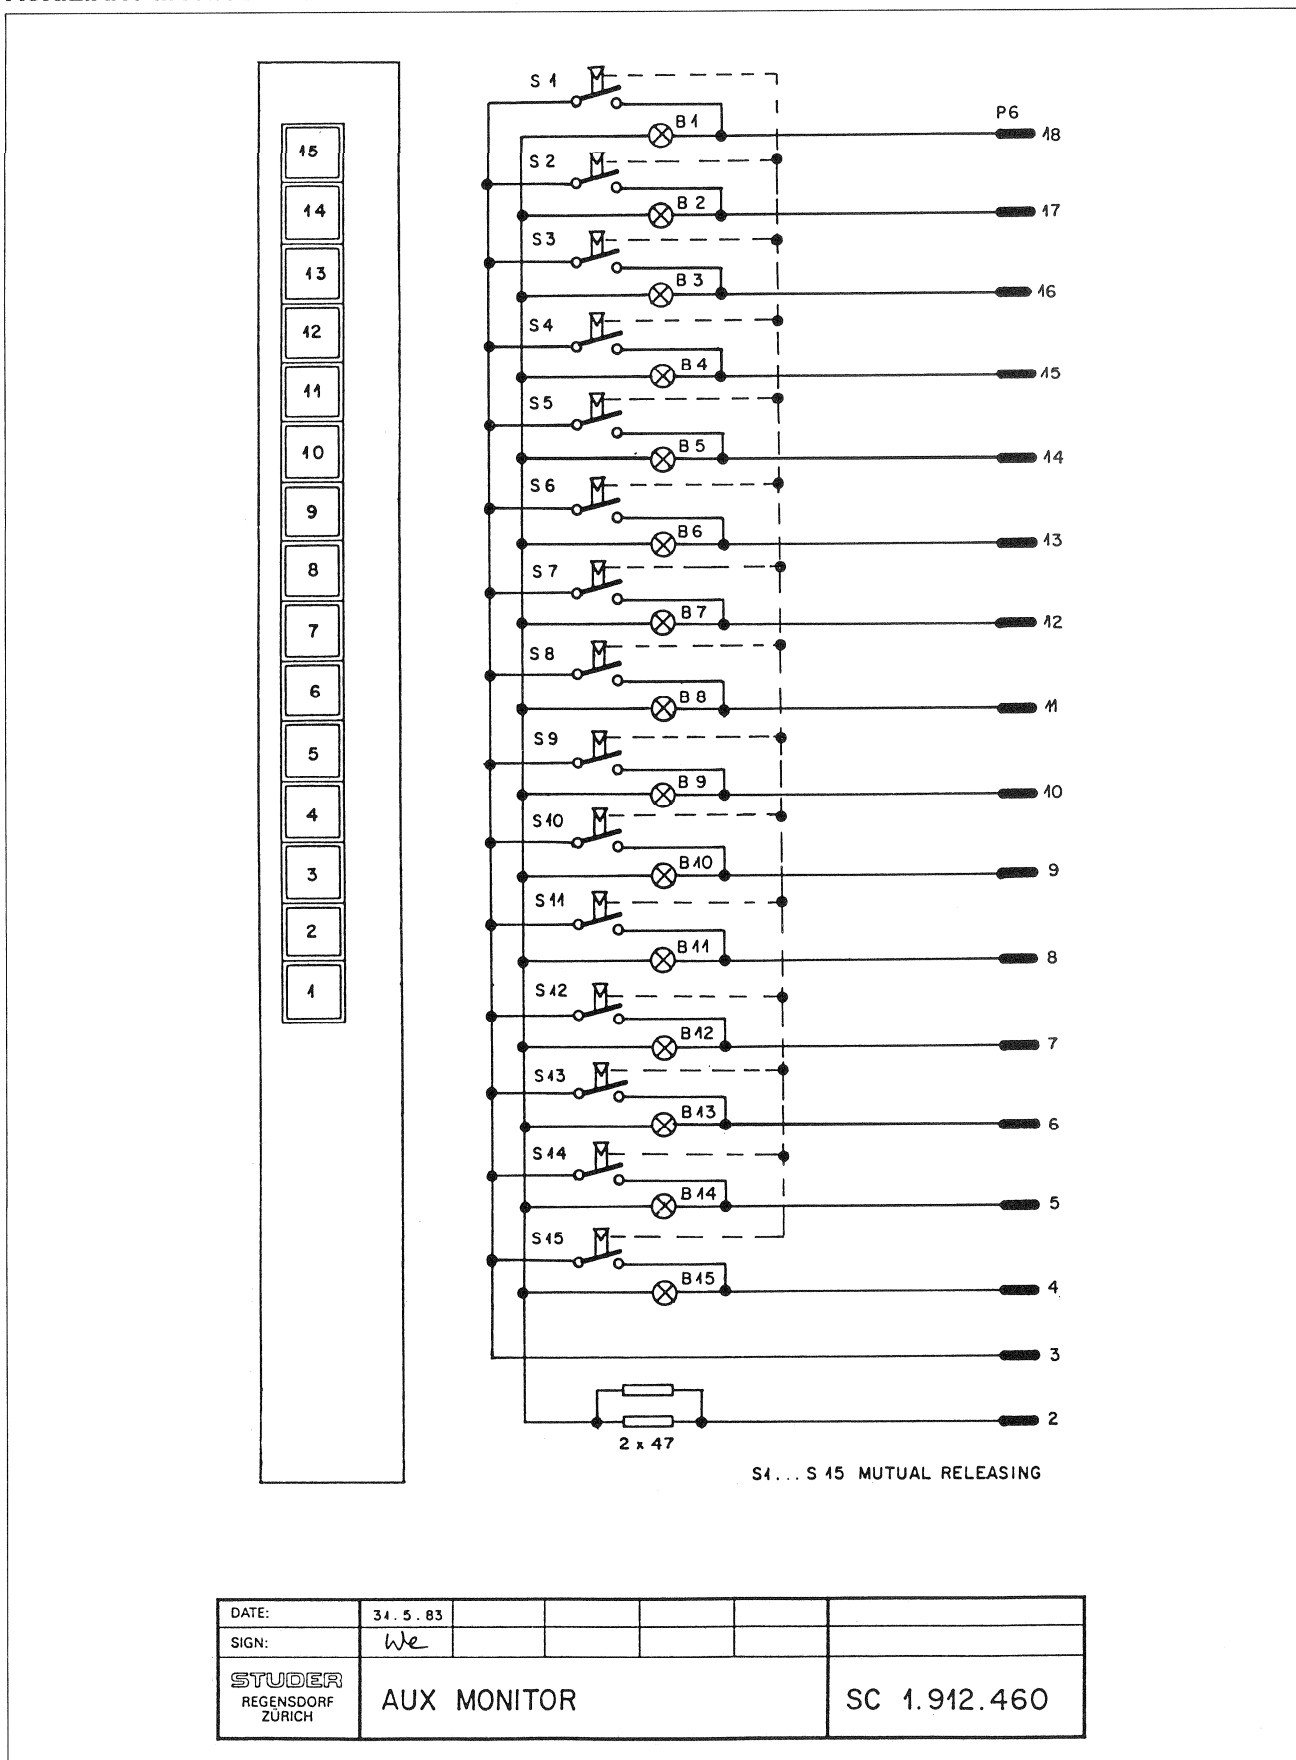 15
14
13
12
11
10
9
8
7
6
5
4
3
2
1
P6
S 1
B 1
18
S 2
B 2
17
S 3
B 3
16
S 4
B 4
15
S 5
B 5
14
S 6
B 6
13
S 7
B 7
12
S 8
B 8
11
S 9
B 9
10
S 10
B 10
9
S 11
B 11
8
S 12
B 12
7
S 13
B 13
6
S 14
B 14
5
S 15
B 15
4
3
2
2 x 47
S1...S 15 MUTUAL RELEASING
DATE: 31.5.83
SIGN: We
STUDER
REGENSDORF
ZÜRICH
AUX MONITOR
SC 1.912.460